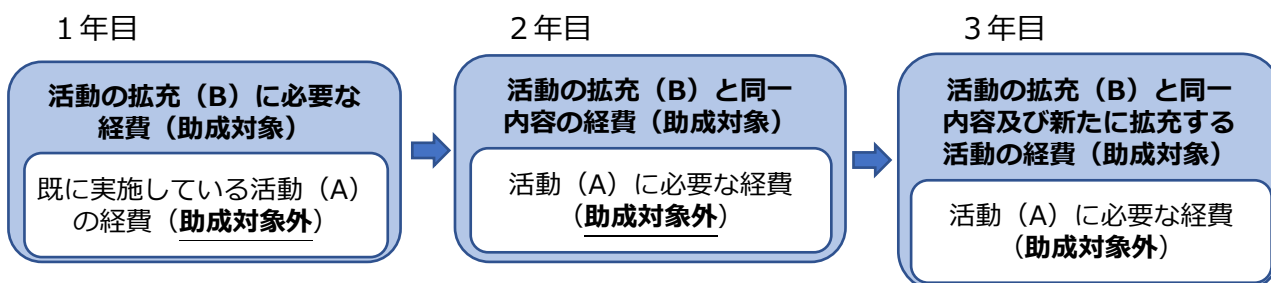 １年目
活動の拡充（B）に必要な
経費（助成対象）
既に実施している活動（A）
の経費（助成対象外）
２年目
活動の拡充（B）と同一
内容の経費（助成対象）
活動（A）に必要な経費
（助成対象外）
３年目
活動の拡充（B）と同一
内容及び新たに拡充する
活動の経費（助成対象）
活動（A）に必要な経費
（助成対象外）